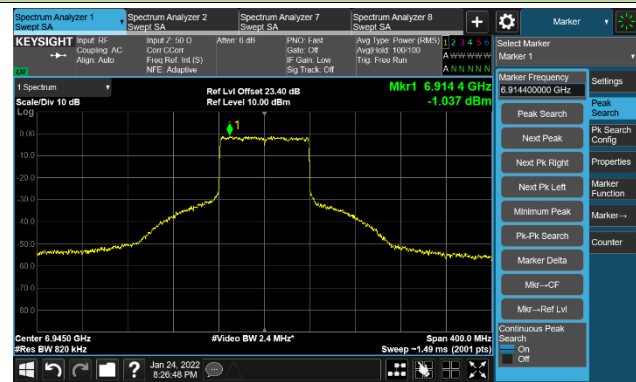 Spectrum Analyzer 1
Swept SA
Spectrum Analyzer 2
Swept SA
Spectrum Analyzer 7
Swept SA
Spectrum Analyzer 8
Swept SA
+
Marker
KEYSIGHT
Input: RF
Coupling: AC
Align: Auto
Input Z: 50 Ω
Corr CCorr
Freq Ref: Int (S)
NFE: Adaptive
Atten: 6 dB
PNO: Fast
Gate: Off
IF Gain: Low
Sig Track: Off
Avg Type: Power (RMS)
Avg|Hold: 100/100
Trig: Free Run
1 2 3 4 5 6
A W W W W W
A N N N N N
Select Marker
Marker 1
Marker Frequency
6.914400000 GHz
Settings
Peak Search
Next Peak
Next Pk Right
Next Pk Left
Minimum Peak
Pk-Pk Search
Marker Delta
Mkr→CF
Mkr→Ref Lvl
Continuous Peak
Search
On
Off
Peak
Search
Pk Search
Config
Properties
Marker
Function
Marker→
Counter
1 Spectrum
Scale/Div 10 dB
Log
Ref Lvl Offset 23.40 dB
Ref Level 10.00 dBm
Mkr1 6.914 4 GHz
-1.037 dBm
1
0.00
-10.0
-20.0
-30.0
-40.0
-50.0
-60.0
-70.0
-80.0
Center 6.9450 GHz
#Res BW 820 kHz
#Video BW 2.4 MHz*
Span 400.0 MHz
Sweep ~1.49 ms (2001 pts)
?
Jan 24, 2022
8:26:48 PM